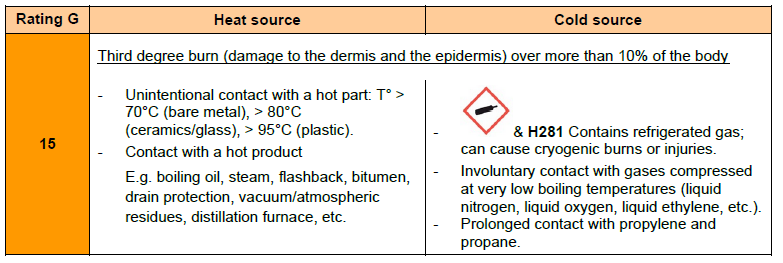 Rating G
Heat source
Cold source
15
Third degree burn (damage to the dermis and the epidermis) over more than 10% of the body
- Unintentional contact with a hot part: T° >
70°C (bare metal), > 80°C
(ceramics/glass), > 95°C (plastic).
- Contact with a hot product
E.g. boiling oil, steam, flashback, bitumen,
drain protection, vacuum/atmospheric
residues, distillation furnace, etc.
- & H281 Contains refrigerated gas;
can cause cryogenic burns or injuries.
- Involuntary contact with gases compressed
at very low boiling temperatures (liquid
nitrogen, liquid oxygen, liquid ethylene, etc.).
- Prolonged contact with propylene and
propane.